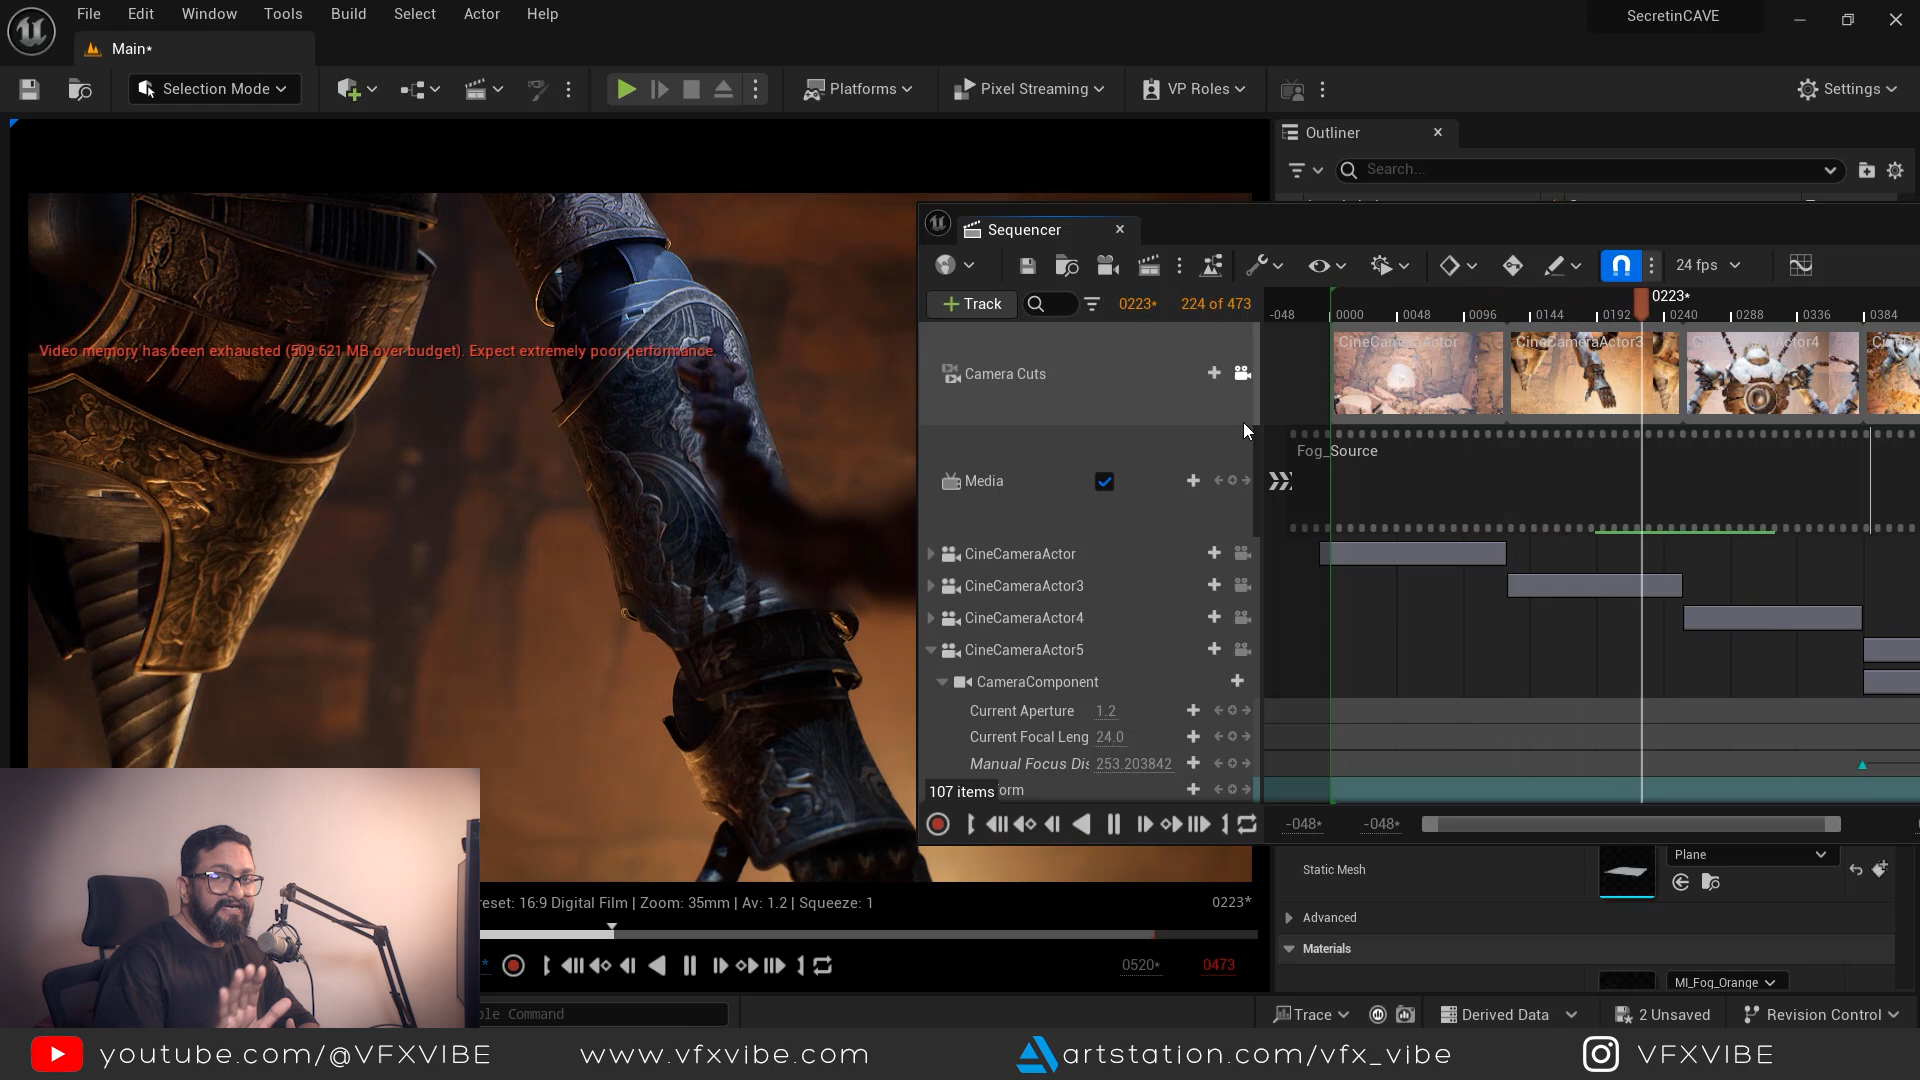 File Edit Window Tools Build Select Actor Help
SecretinCAVE
Main*
Selection Mode
Platforms
Pixel Streaming
VP Roles
Settings
Outliner
Search...
Video memory has been exhausted (509.621 MB over budget). Expect extremely poor performance.
Sequencer
24 fps
Track
0223*
224 of 473
0223*
-048 0000 0048 0096 0144 0192 0240 0288 0336 0384
CineCameraActor
CineCameraActor3
CineCameraActor4
Camera Cuts
Fog_Source
Media
CineCameraActor
CineCameraActor3
CineCameraActor4
CineCameraActor5
CameraComponent
Current Aperture 1.2
Current Focal Leng 24.0
Manual Focus Dis 253.203842
107 items
orm
-048*
-048*
Static Mesh
Plane
Advanced
Materials
MI_Fog_Orange
reset: 16:9 Digital Film | Zoom: 35mm | Av: 1.2 | Squeeze: 1
0223*
0520*
0473
ole Command
Trace
Derived Data
2 Unsaved
Revision Control
youtube.com/@VFXVIBE
www.vfxvibe.com
artstation.com/vfx_vibe
VFXVIBE